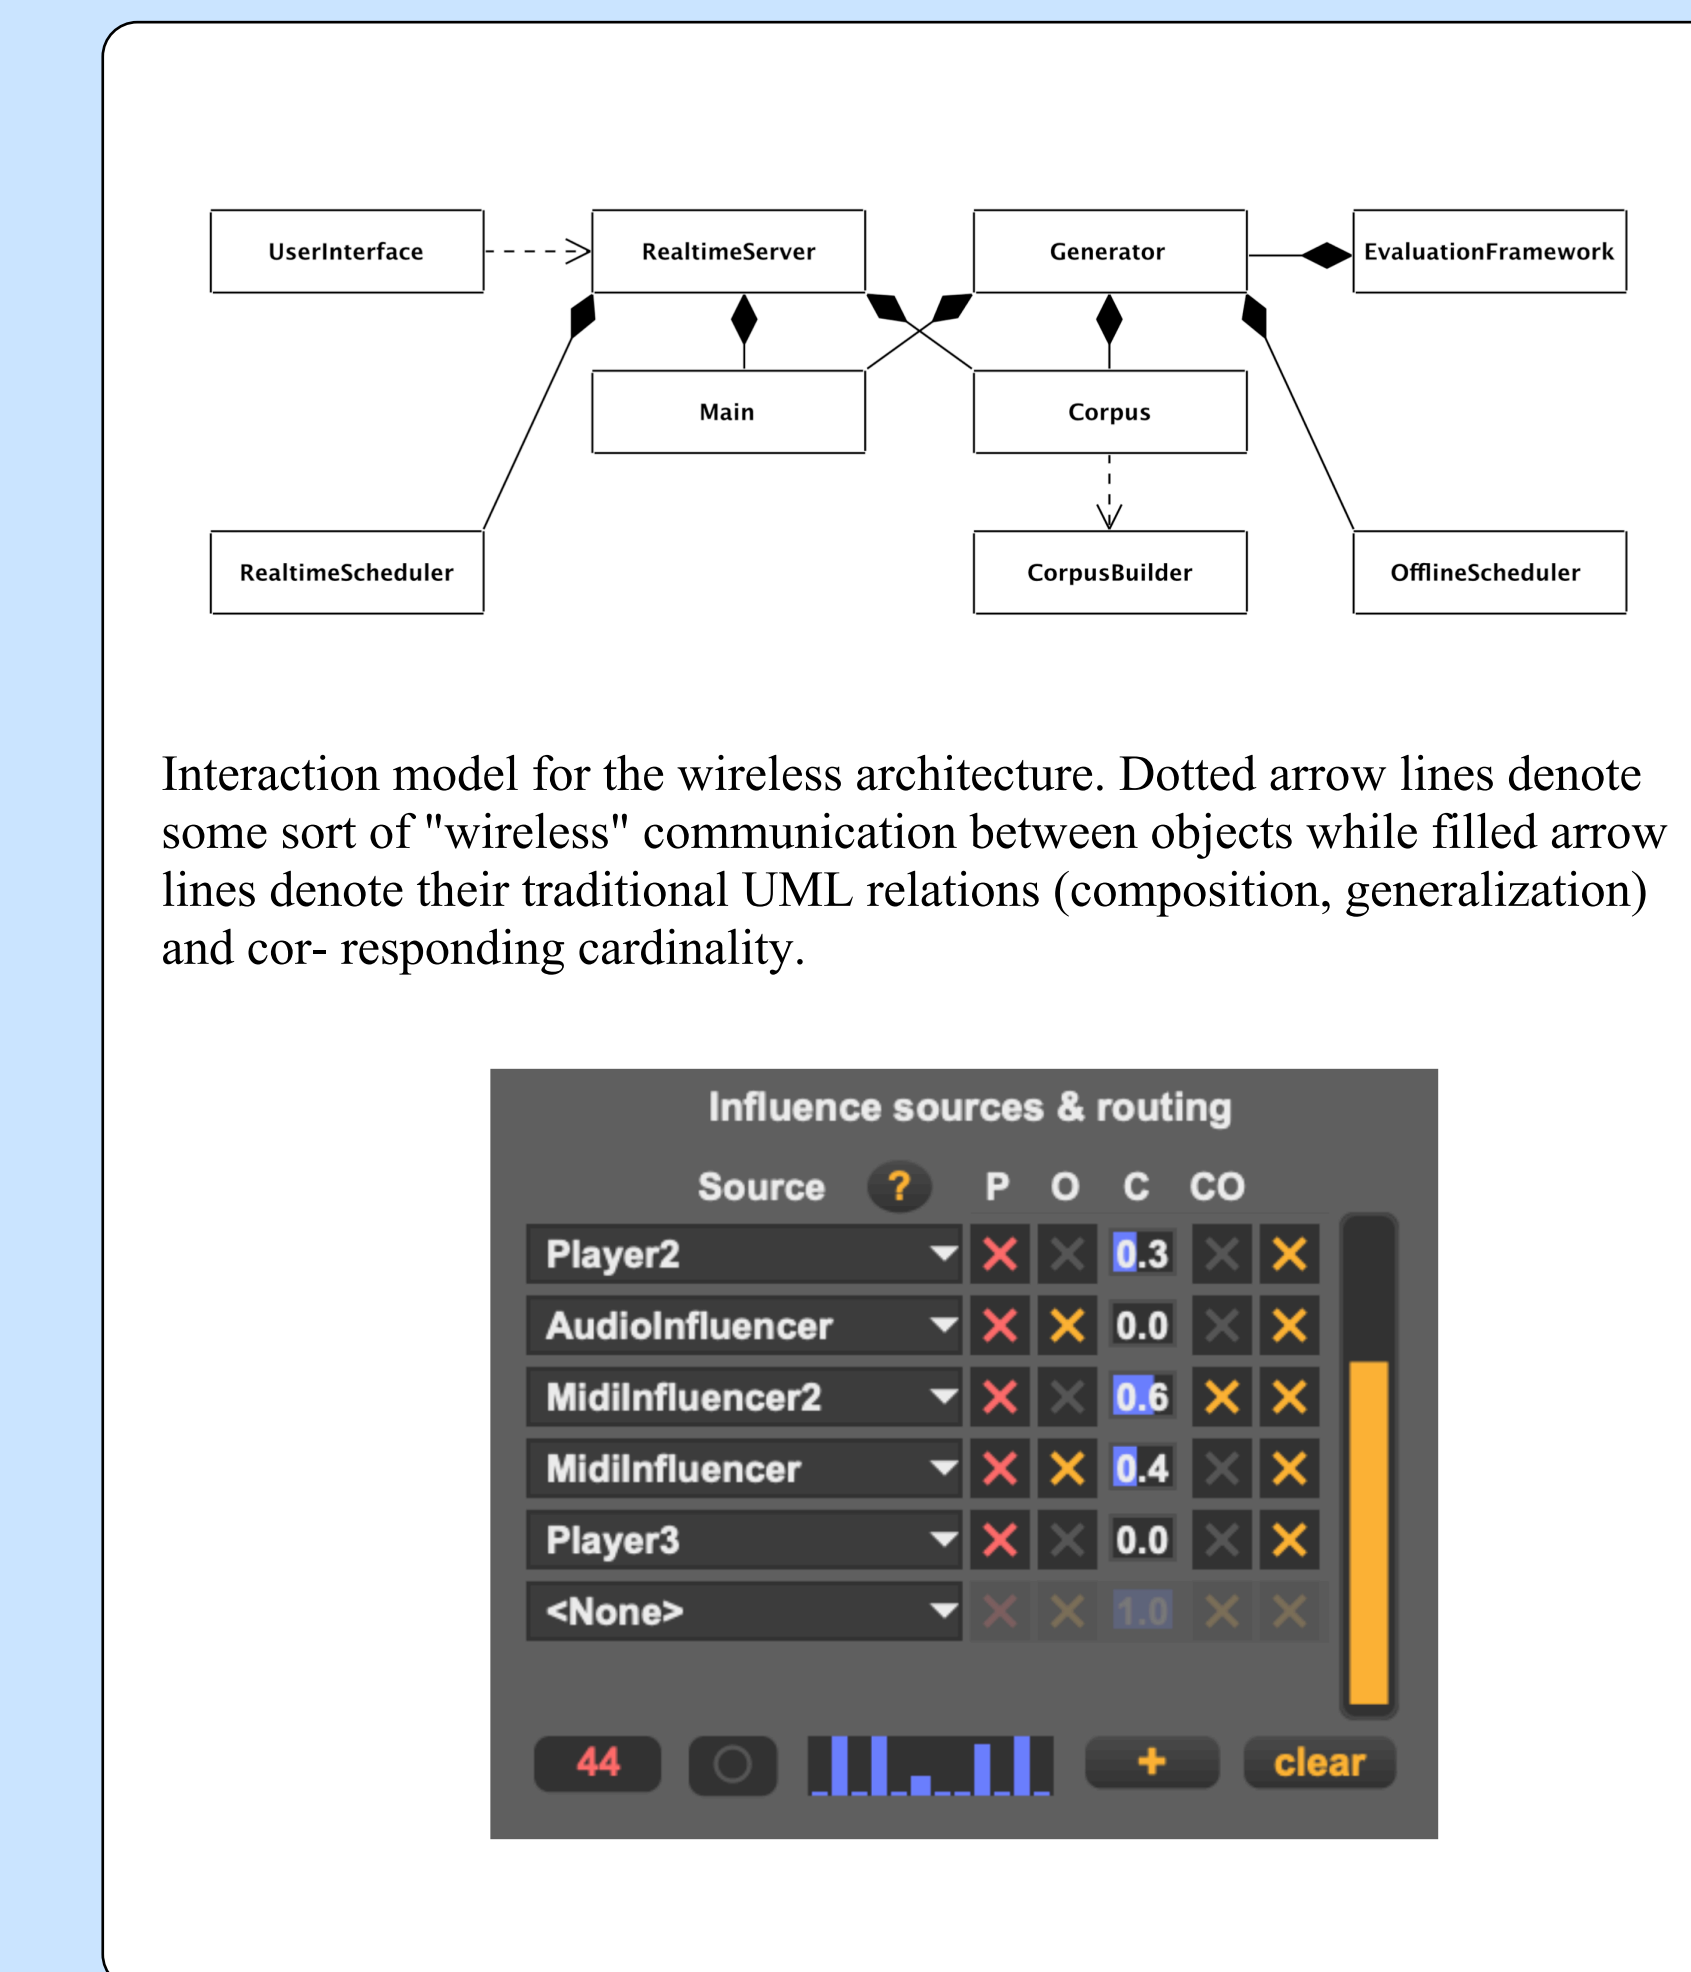 UserInterface
RealtimeServer
Generator
EvaluationFramework
Main
Corpus
RealtimeScheduler
CorpusBuilder
OfflineScheduler
Interaction model for the wireless architecture. Dotted arrow lines denote
some sort of "wireless" communication between objects while filled arrow
lines denote their traditional UML relations (composition, generalization)
and cor- responding cardinality.
Influence sources & routing
Source ? P O C CO
Player2 0.3
AudioInfluencer 0.0
MidiInfluencer2 0.6
MidiInfluencer 0.4
Player3 0.0
<None> 1.0
44 + clear